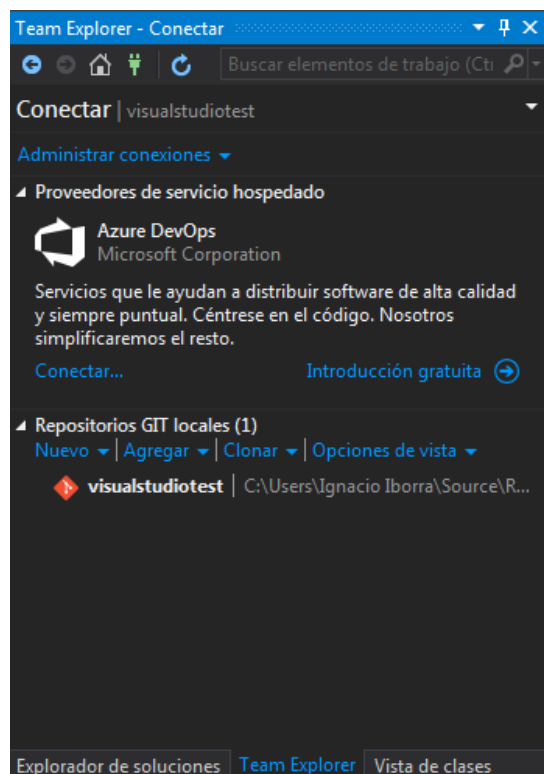 Team Explorer - Conectar
Buscar elementos de trabajo (Ctr
Conectar | visualstudiotest
Administrar conexiones
Proveedores de servicio hospedado
Azure DevOps
Microsoft Corporation
Servicios que le ayudan a distribuir software de alta calidad
y siempre puntual. Céntrese en el código. Nosotros
simplificaremos el resto.
Conectar... Introducción gratuita
Repositorios GIT locales (1)
Nuevo | Agregar | Clonar | Opciones de vista
visualstudiotest | C:\Users\Ignacio Iborra\Source\R...
Explorador de soluciones Team Explorer Vista de clases